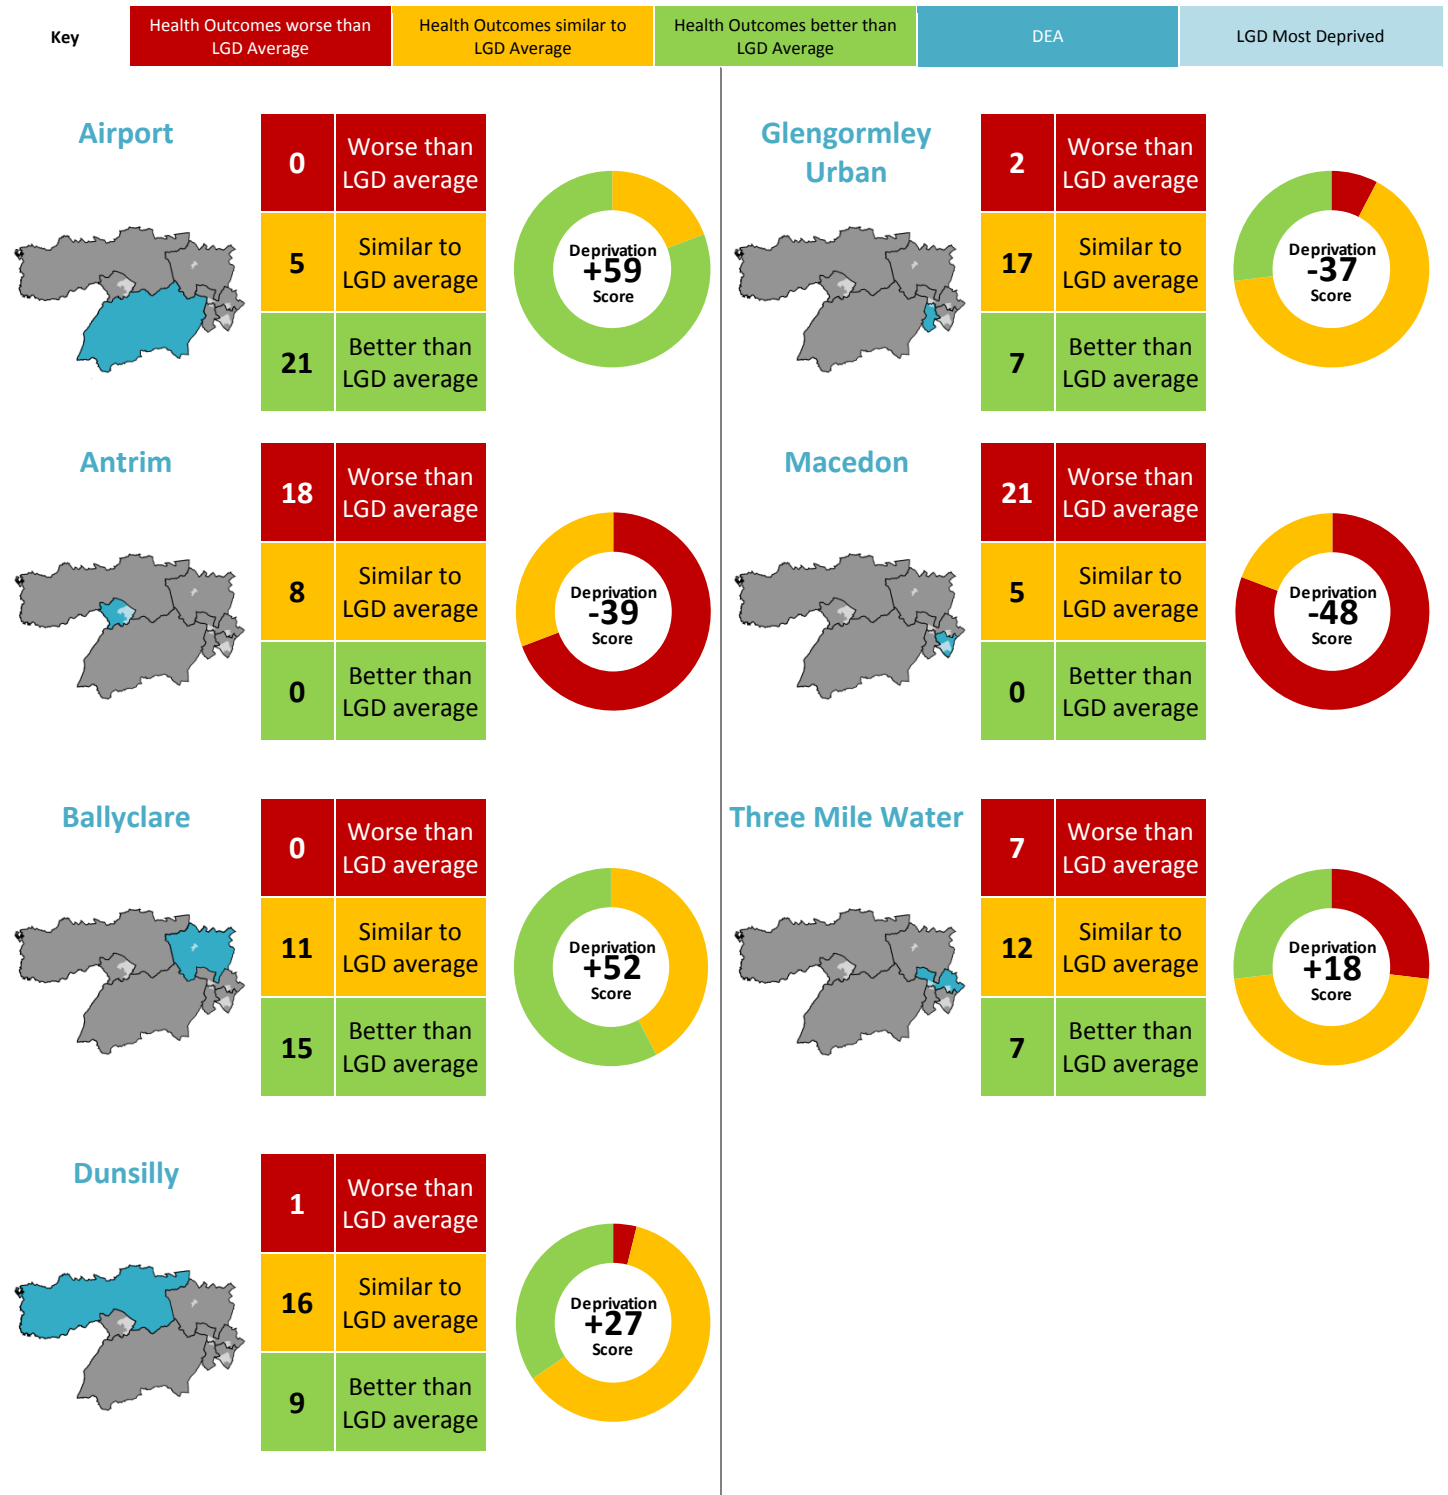 Key
Health Outcomes worse than
LGD Average
Health Outcomes similar to
LGD Average
Health Outcomes better than
LGD Average
DEA
LGD Most Deprived
Airport
0
Worse than
LGD average
5
Similar to
LGD average
21
Better than
LGD average
Deprivation
+59
Score
Antrim
18
Worse than
LGD average
8
Similar to
LGD average
0
Better than
LGD average
Deprivation
-39
Score
Ballyclare
0
Worse than
LGD average
11
Similar to
LGD average
15
Better than
LGD average
Deprivation
+52
Score
Dunsilly
1
Worse than
LGD average
16
Similar to
LGD average
9
Better than
LGD average
Deprivation
+27
Score
Glengormley
Urban
2
Worse than
LGD average
17
Similar to
LGD average
7
Better than
LGD average
Deprivation
-37
Score
Macedon
21
Worse than
LGD average
5
Similar to
LGD average
0
Better than
LGD average
Deprivation
-48
Score
Three Mile Water
7
Worse than
LGD average
12
Similar to
LGD average
7
Better than
LGD average
Deprivation
+18
Score